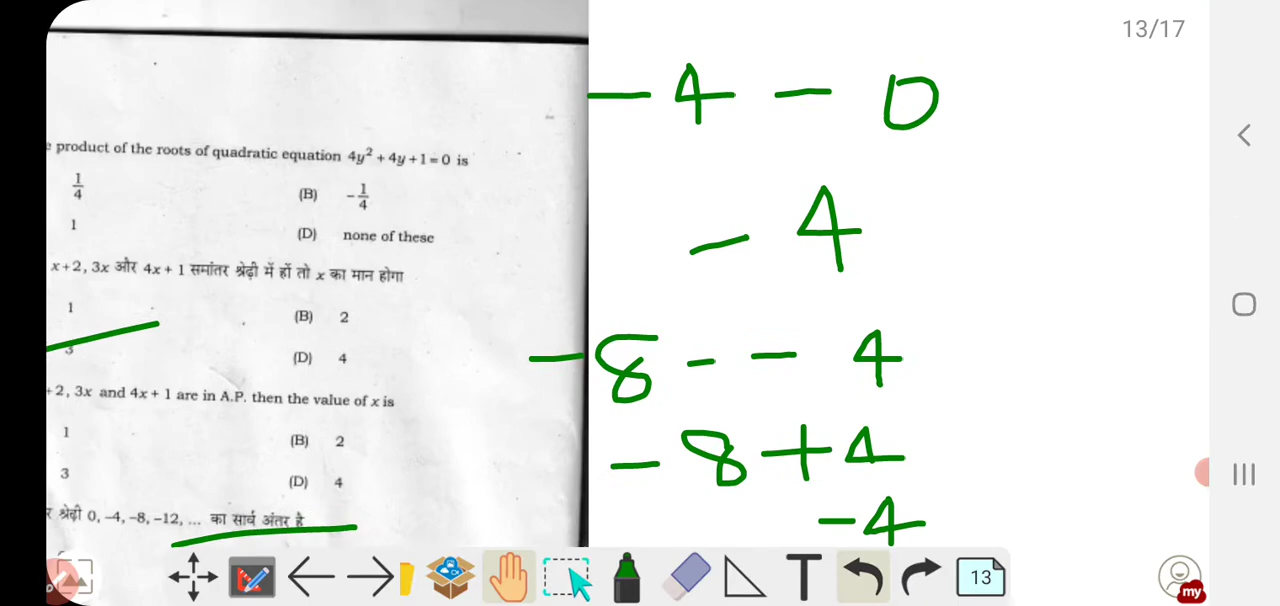 13/17
product of the roots of quadratic equation 4y² + 4y + 1 = 0 is
1/4
(B) -1/4
1
(D) none of these
x+2, 3x और 4x + 1 समांतर श्रेढ़ी में हों तो x का मान होगा
1
(B) 2
3
(D) 4
+2, 3x and 4x + 1 are in A.P. then the value of x is
1
(B) 2
3
(D) 4
श्रेढ़ी 0, -4, -8, -12, ... का सार्व अंतर है
- 4 - 0
- 4
- 8 - - 4
- 8 + 4
- 4
T
13
my